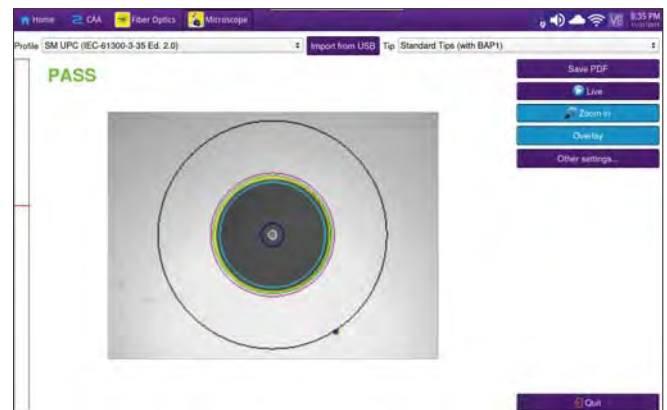 Home CAA Fiber Optics Microscope 8:35 PM
Profile SM UPC (IEC-61300-3-35 Ed. 2.0) Import from USB Tip Standard Tips (with BAP1)
PASS
Save PDF
Live
Zoom in
Overlay
Other settings...
Quit